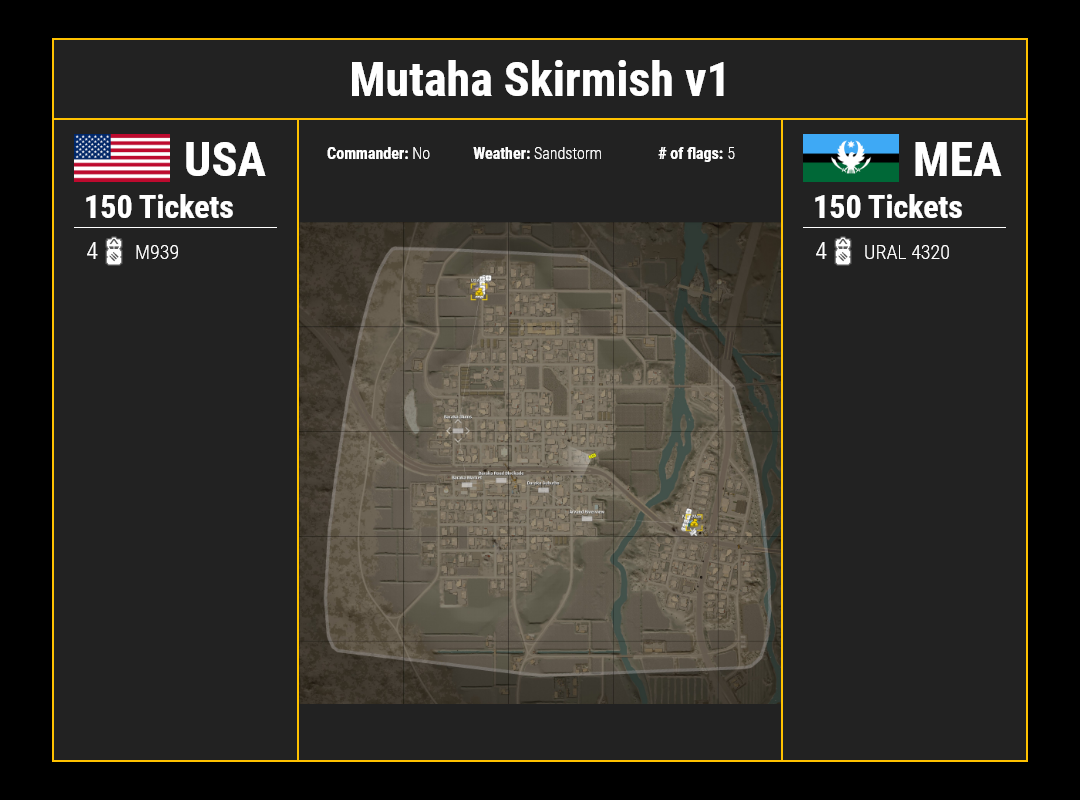 Mutaha Skirmish v1
USA
150 Tickets
4 M939
Commander: No
Weather: Sandstorm
# of flags: 5
MEA
150 Tickets
4 URAL 4320